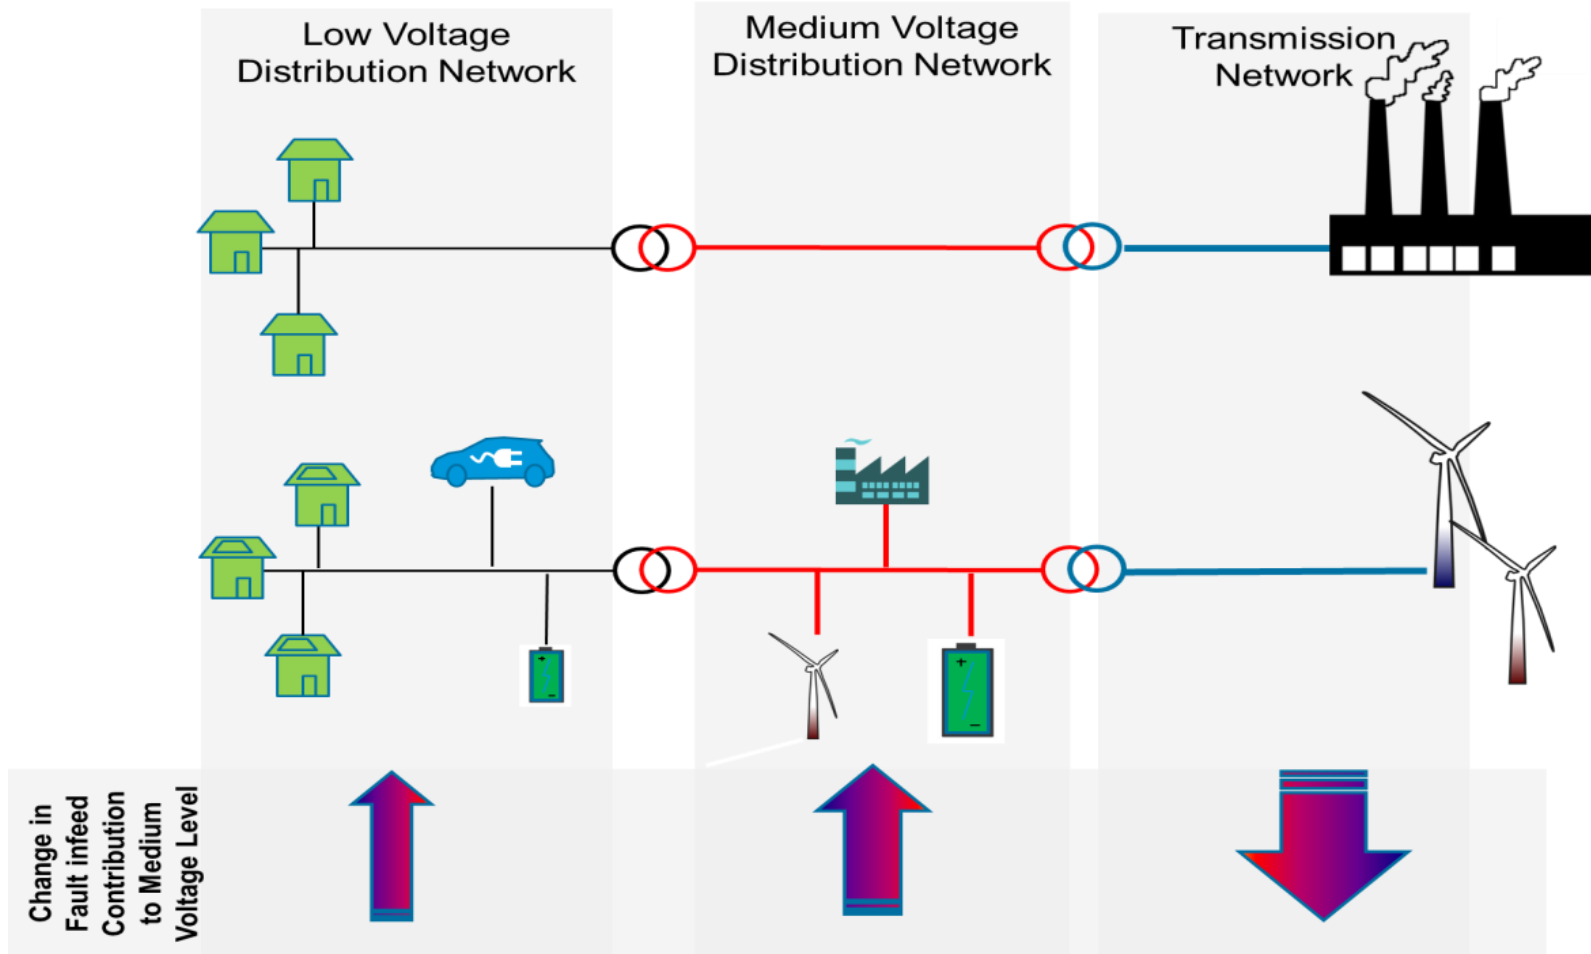 Low Voltage
Distribution Network
Medium Voltage
Distribution Network
Transmission
Network
Change in
Fault infeed
Contribution
to Medium
Voltage Level